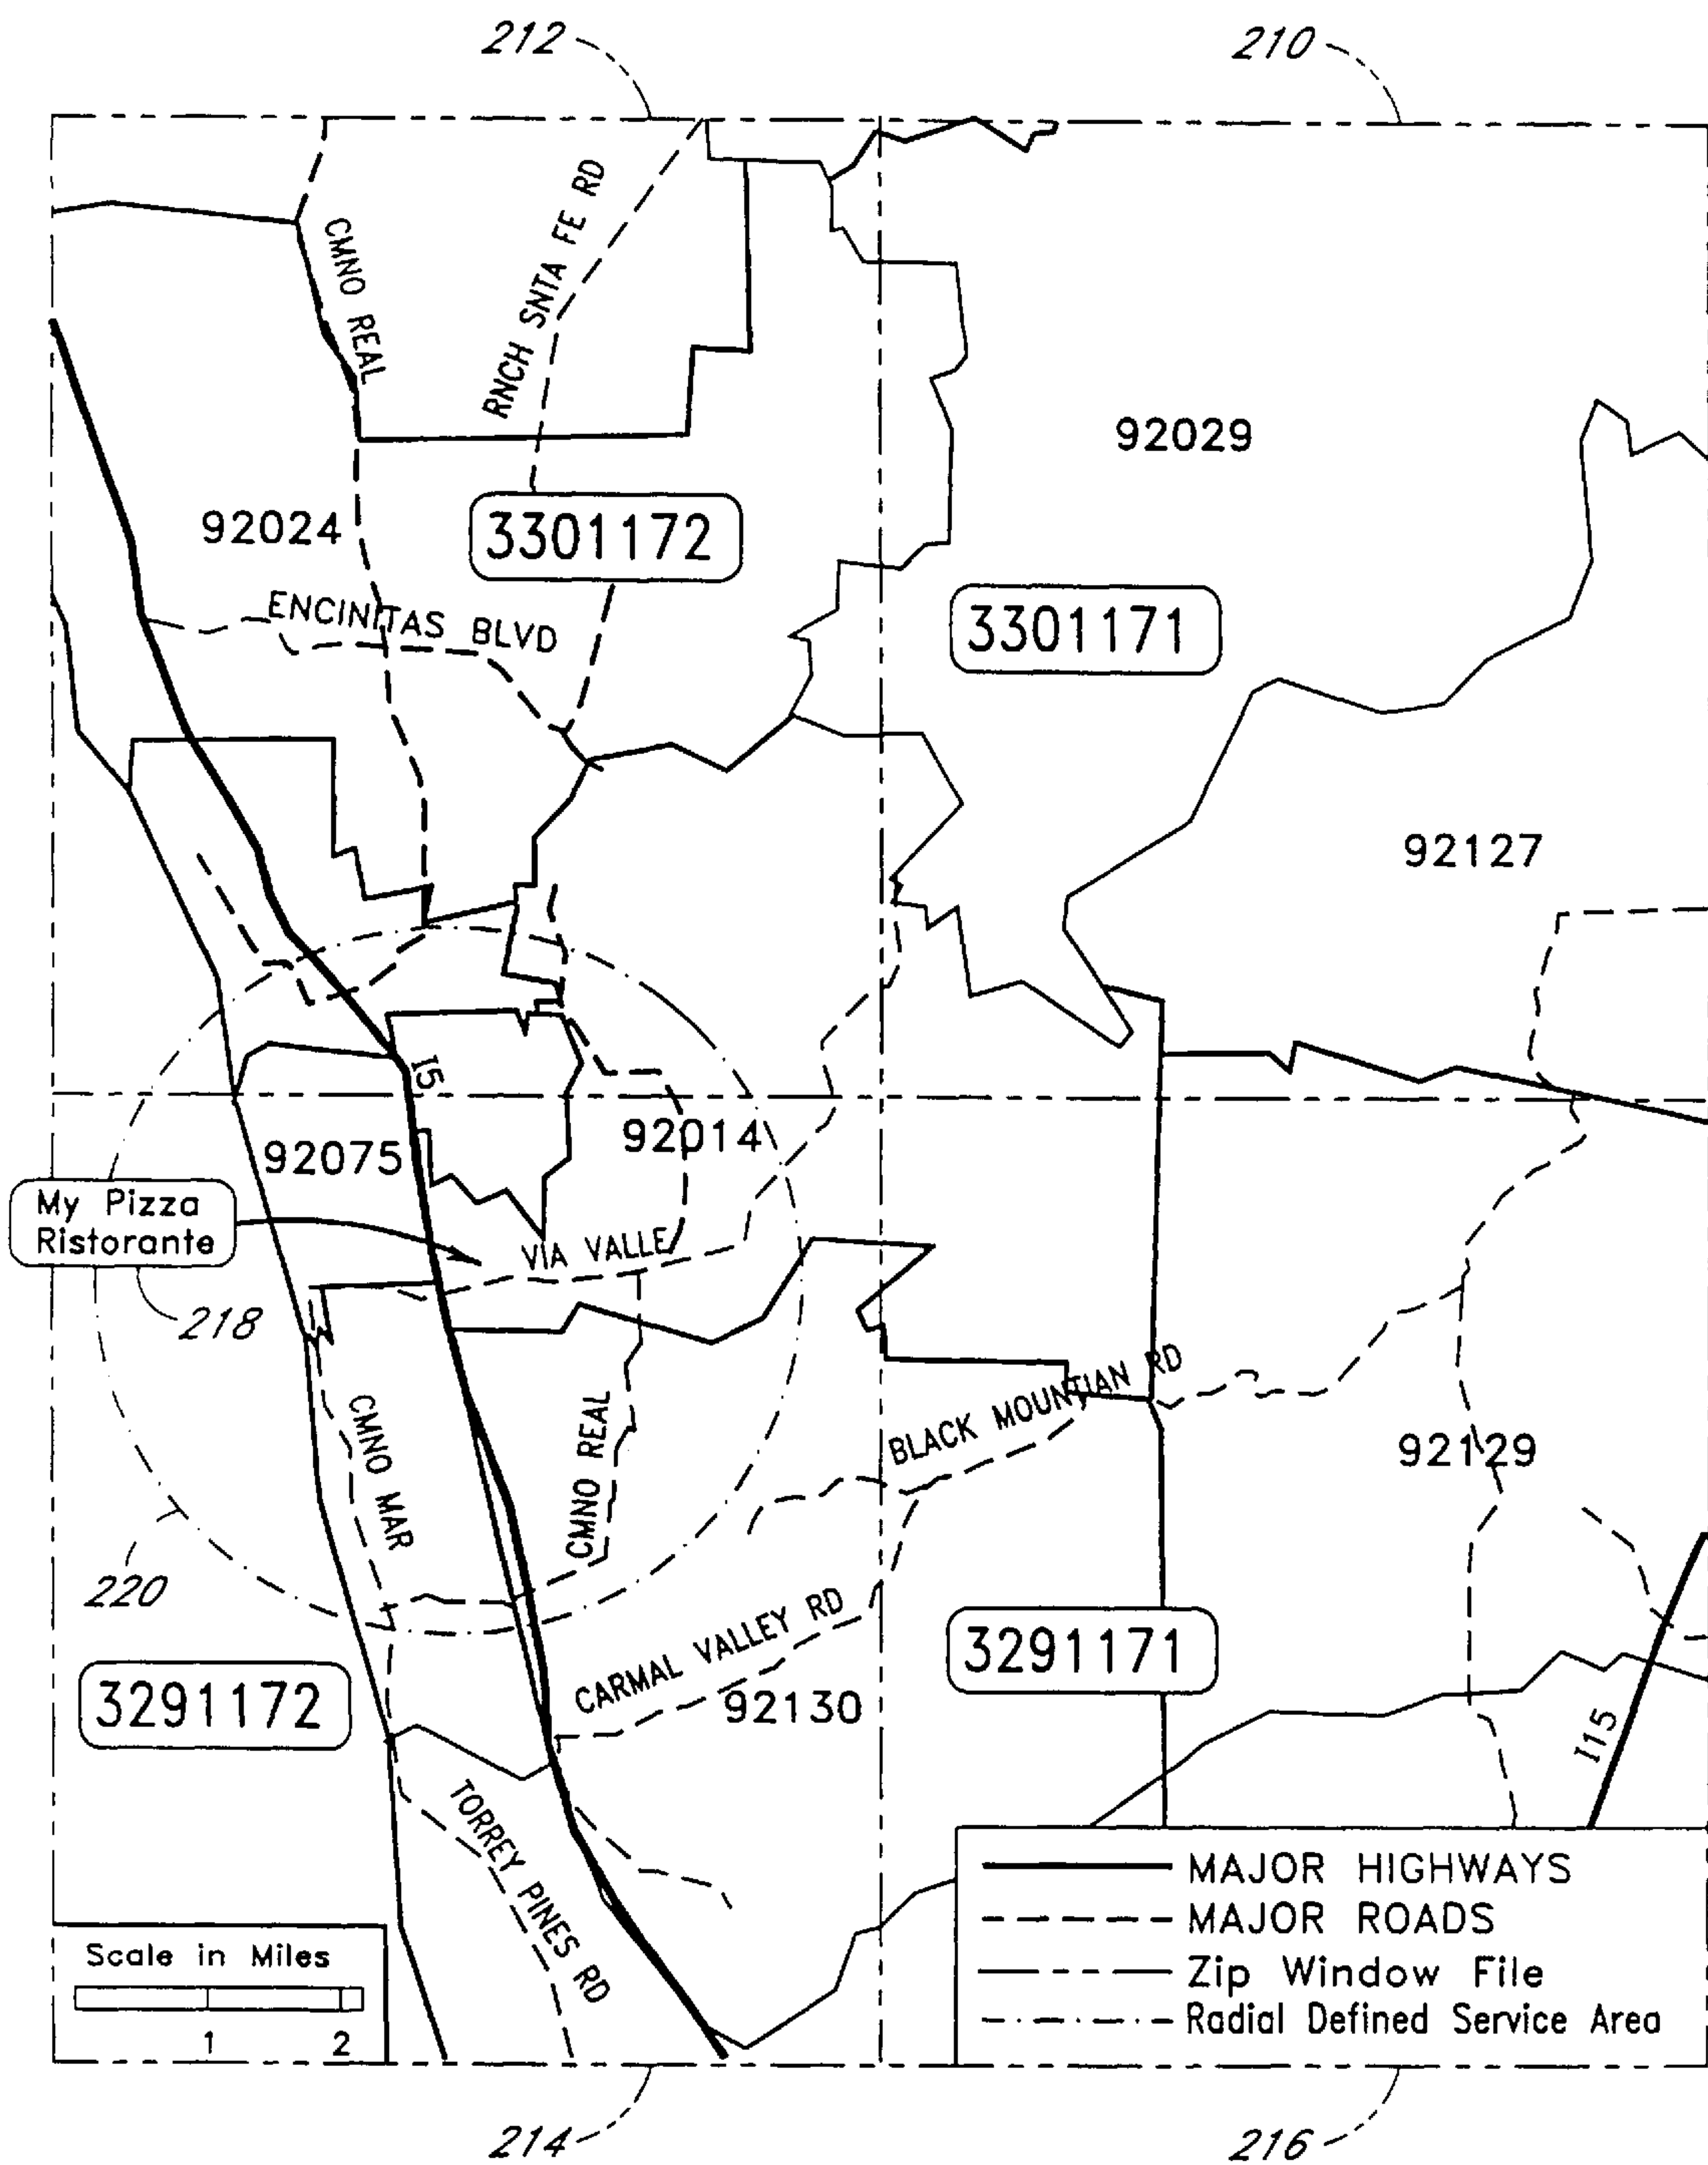 212
210
CMNO REAL
RNCH SNTA FE RD
92029
92024
3301172
ENCINITAS BLVD
3301171
92127
I5
92014
92075
My Pizza
Ristorante
VIA VALLE
218
BLACK MOUNTIAN RD
CMNO MAR
CMNO REAL
92129
220
CARMAL VALLEY RD
3291171
3291172
92130
I15
TORREY PINES RD
MAJOR HIGHWAYS
MAJOR ROADS
Zip Window File
Radial Defined Service Area
Scale in Miles
1 2
214
216